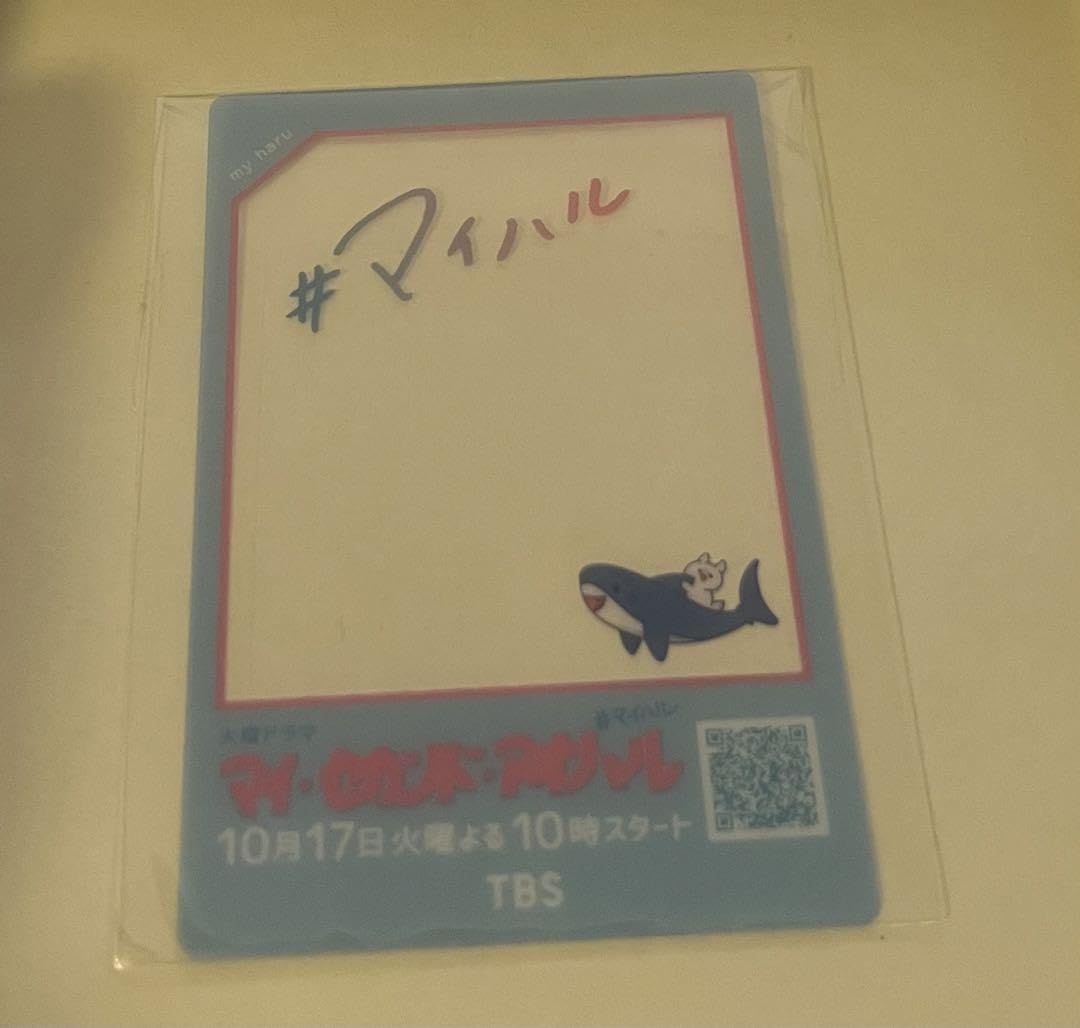 my haru
#マイハル
火曜ドラマ
#マイハル
マイ・セカンド・アオハル
10月17日火曜よる10時スタート
TBS